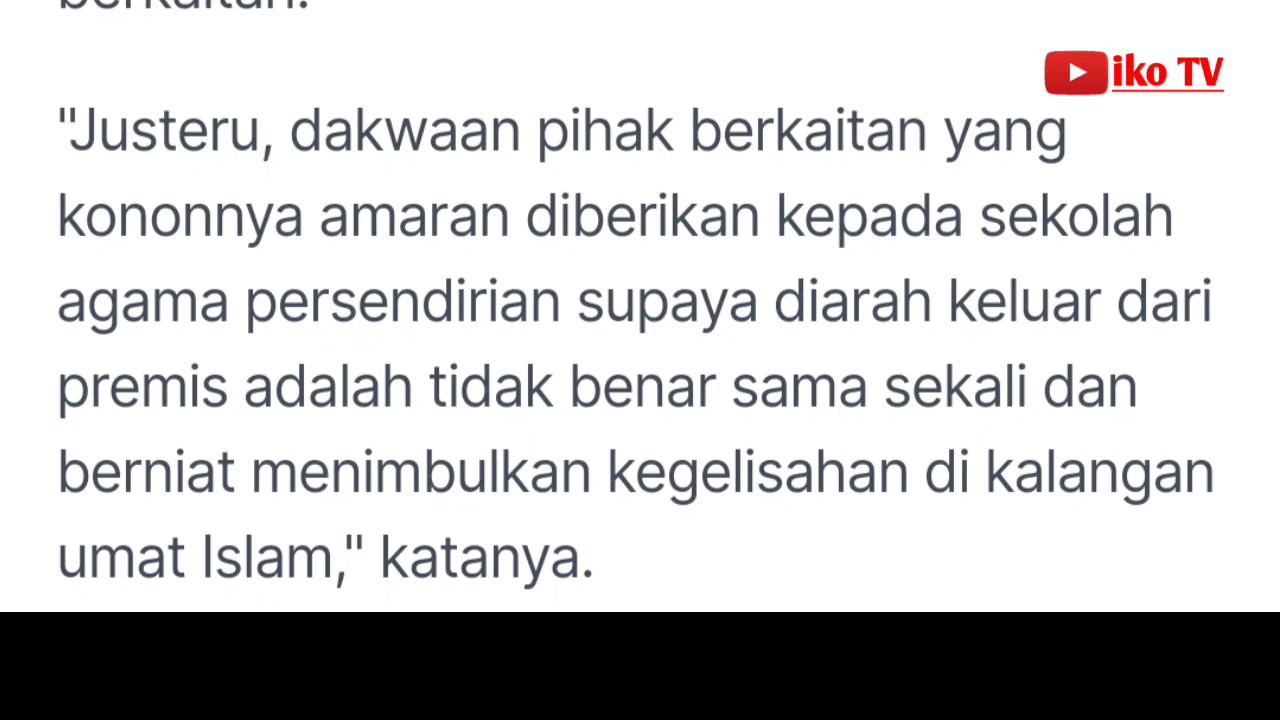 berkaitan.
iko TV
"Justeru, dakwaan pihak berkaitan yang
kononnya amaran diberikan kepada sekolah
agama persendirian supaya diarah keluar dari
premis adalah tidak benar sama sekali dan
berniat menimbulkan kegelisahan di kalangan
umat Islam," katanya.